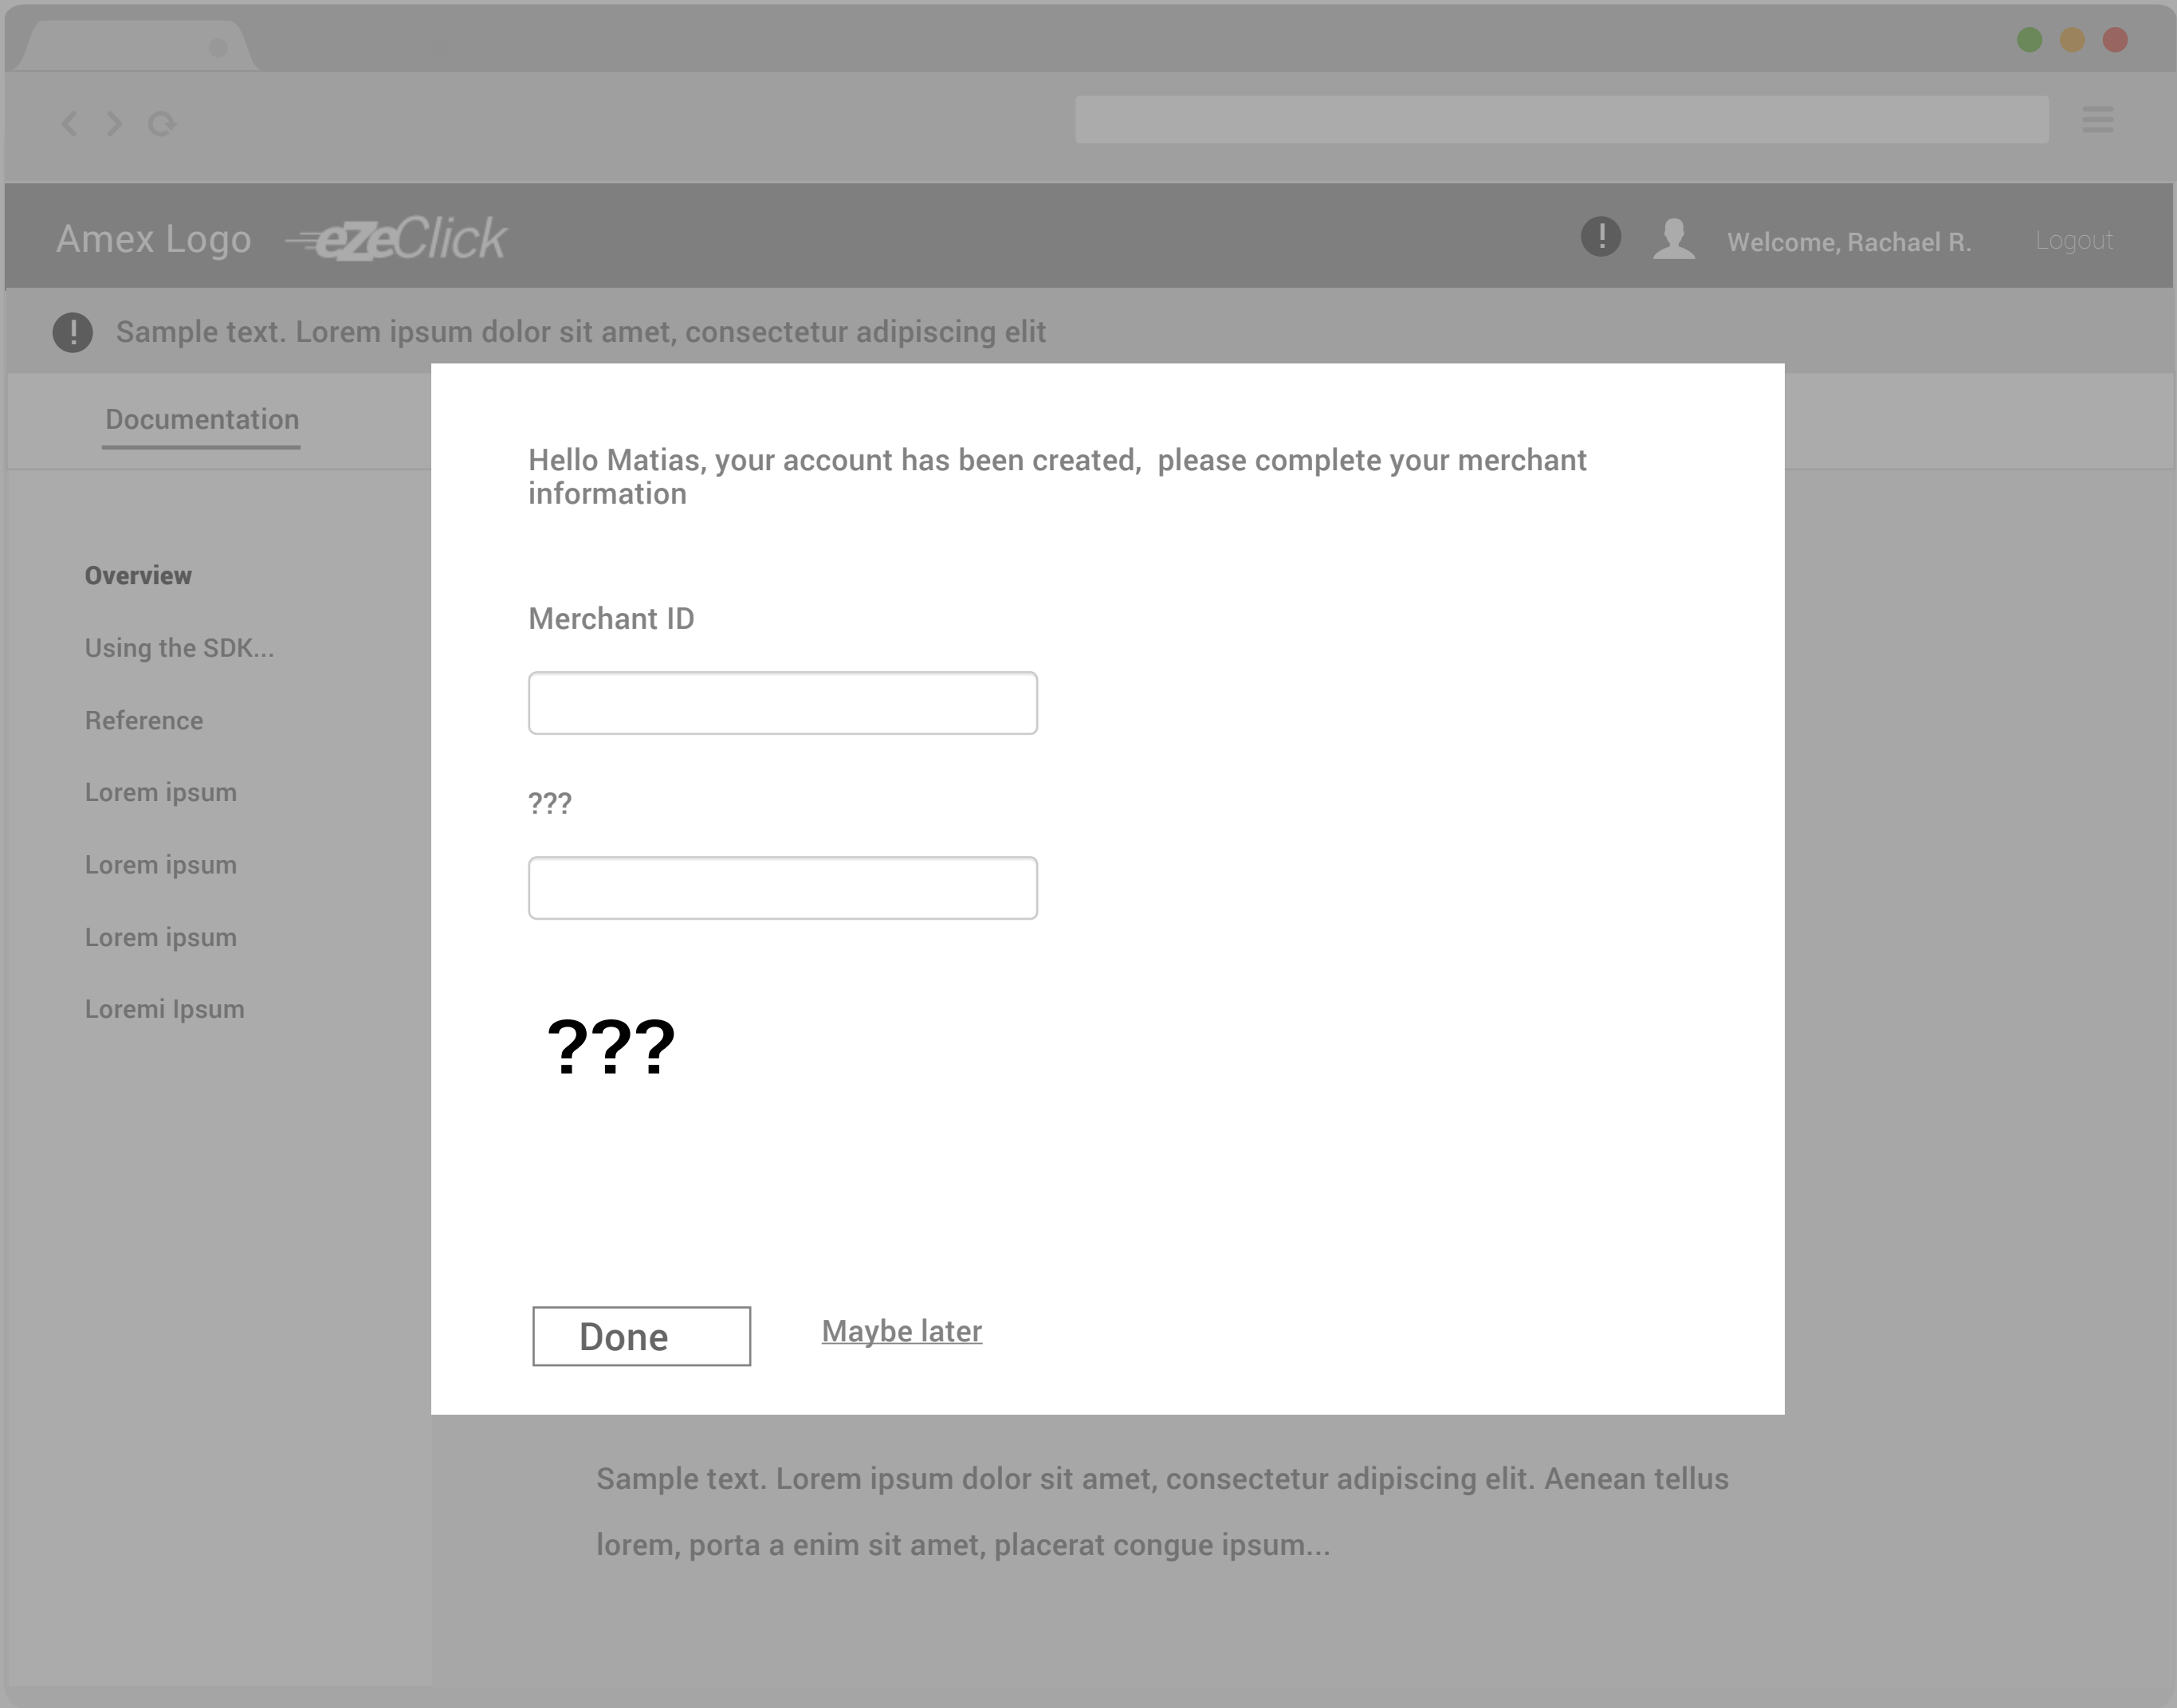 Amex Logo
ezeClick
!
Welcome, Rachael R.
Logout
! Sample text. Lorem ipsum dolor sit amet, consectetur adipiscing elit
Documentation
Overview
Using the SDK...
Reference
Lorem ipsum
Lorem ipsum
Lorem ipsum
Loremi Ipsum
Hello Matias, your account has been created,  please complete your merchant
information
Merchant ID
???
???
Done
Maybe later
Sample text. Lorem ipsum dolor sit amet, consectetur adipiscing elit. Aenean tellus
lorem, porta a enim sit amet, placerat congue ipsum...